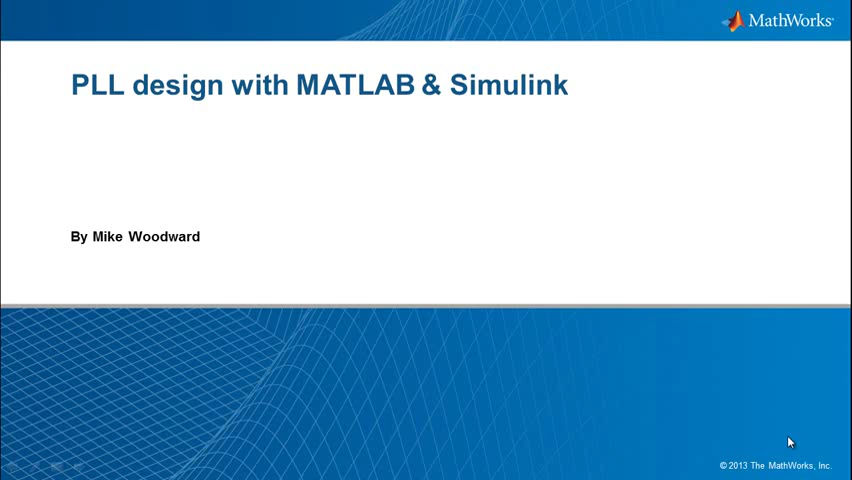 MathWorks®
PLL design with MATLAB & Simulink
By Mike Woodward
© 2013 The MathWorks, Inc.